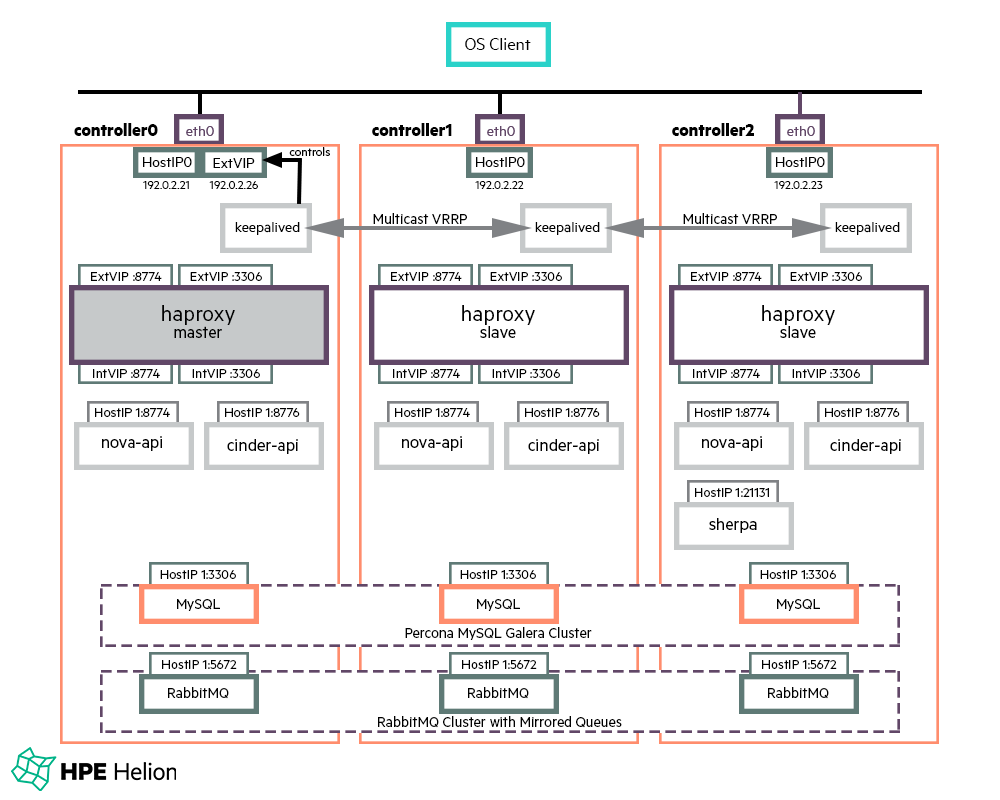 OS Client
controller0
eth0
controller1
eth0
controller2
eth0
HostIP0
ExtVIP
controls
HostIP0
HostIP0
192.0.2.21
192.0.2.26
192.0.2.22
192.0.2.23
keepalived
Multicast VRRP
keepalived
Multicast VRRP
keepalived
ExtVIP :8774
ExtVIP :3306
ExtVIP :8774
ExtVIP :3306
ExtVIP :8774
ExtVIP :3306
haproxy
master
haproxy
slave
haproxy
slave
IntVIP :8774
IntVIP :3306
IntVIP :8774
IntVIP :3306
IntVIP :8774
IntVIP :3306
HostIP 1:8774
HostIP 1:8776
HostIP 1:8774
HostIP 1:8776
HostIP 1:8774
HostIP 1:8776
nova-api
cinder-api
nova-api
cinder-api
nova-api
cinder-api
HostIP 1:21131
sherpa
HostIP 1:3306
HostIP 1:3306
HostIP 1:3306
MySQL
MySQL
MySQL
Percona MySQL Galera Cluster
HostIP 1:5672
HostIP 1:5672
HostIP 1:5672
RabbitMQ
RabbitMQ
RabbitMQ
RabbitMQ Cluster with Mirrored Queues
HPE Helion